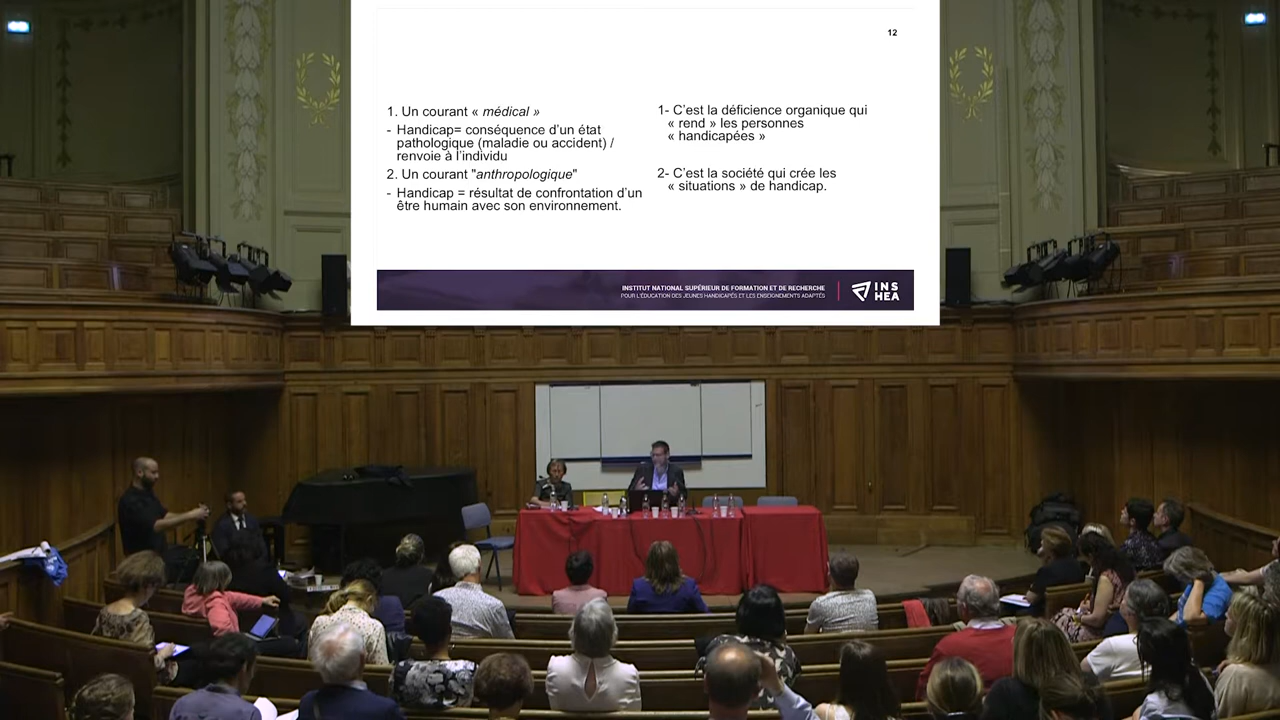 12
1. Un courant « médical »
- Handicap= conséquence d'un état
pathologique (maladie ou accident) /
renvoie à l'individu
2. Un courant "anthropologique"
- Handicap = résultat de confrontation d'un
être humain avec son environnement.
1- C'est la déficience organique qui
« rend » les personnes
« handicapées »
2- C'est la société qui crée les
« situations » de handicap.
INSTITUT NATIONAL SUPÉRIEUR DE FORMATION ET DE RECHERCHE
POUR L'ÉDUCATION DES JEUNES HANDICAPÉS ET LES ENSEIGNEMENTS ADAPTÉS
INS
HEA